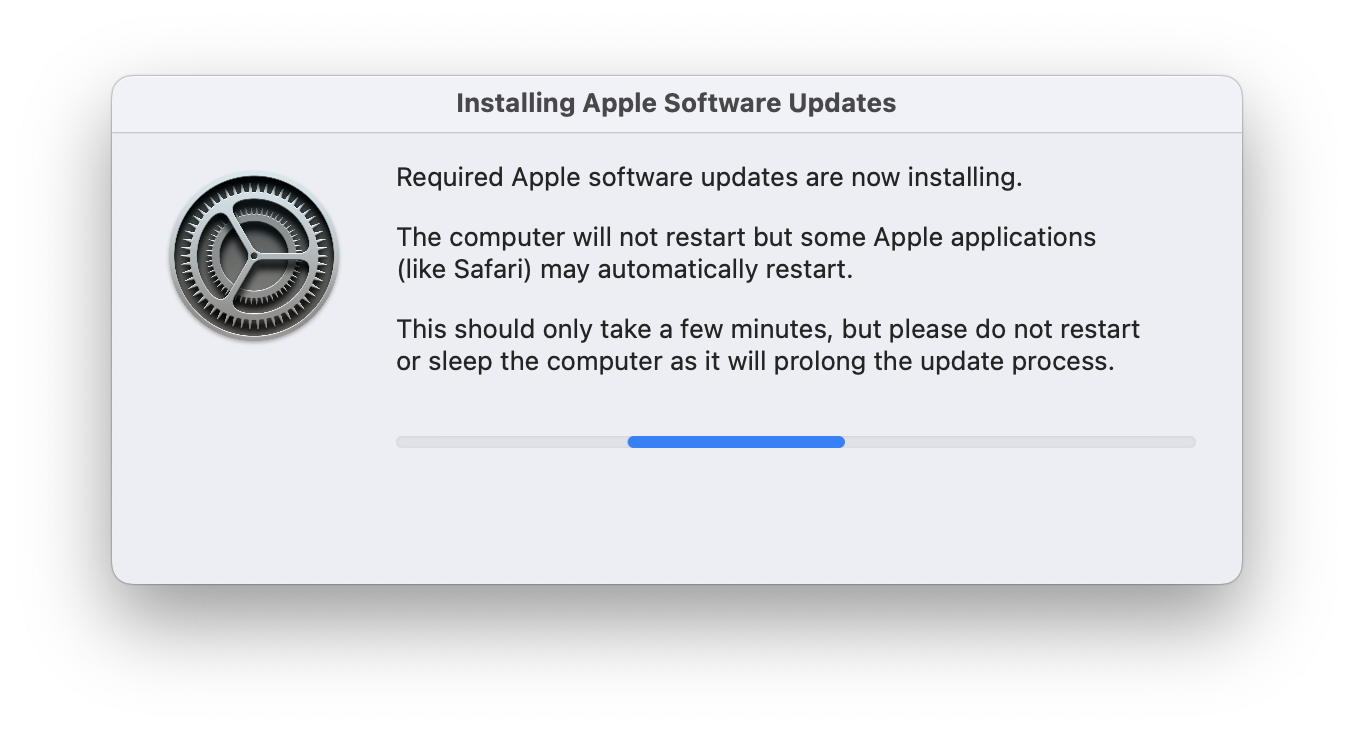 Installing Apple Software Updates
Required Apple software updates are now installing.
The computer will not restart but some Apple applications
(like Safari) may automatically restart.
This should only take a few minutes, but please do not restart
or sleep the computer as it will prolong the update process.